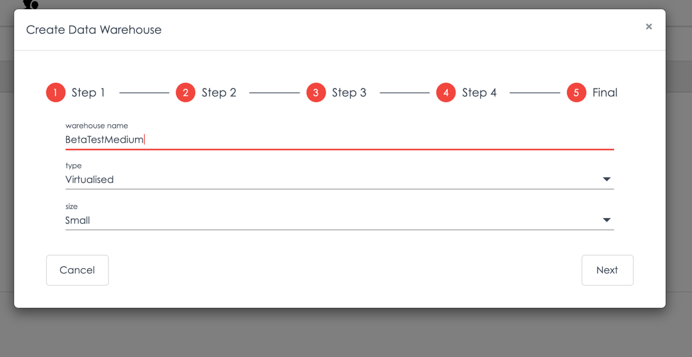 Create Data Warehouse ×
1 Step 1 2 Step 2 3 Step 3 4 Step 4 5 Final
warehouse name
BetaTestMedium
type
Virtualised
size
Small
Cancel Next